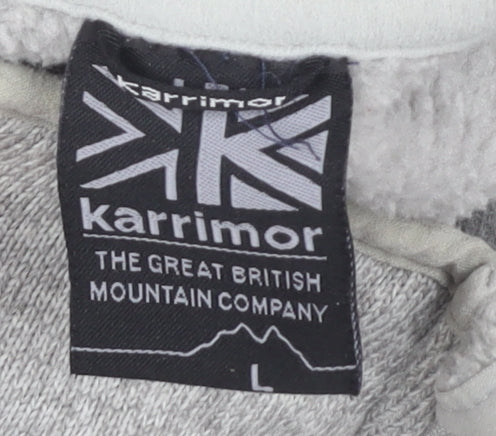 karrimor
karrimor
THE GREAT BRITISH
MOUNTAIN COMPANY
L